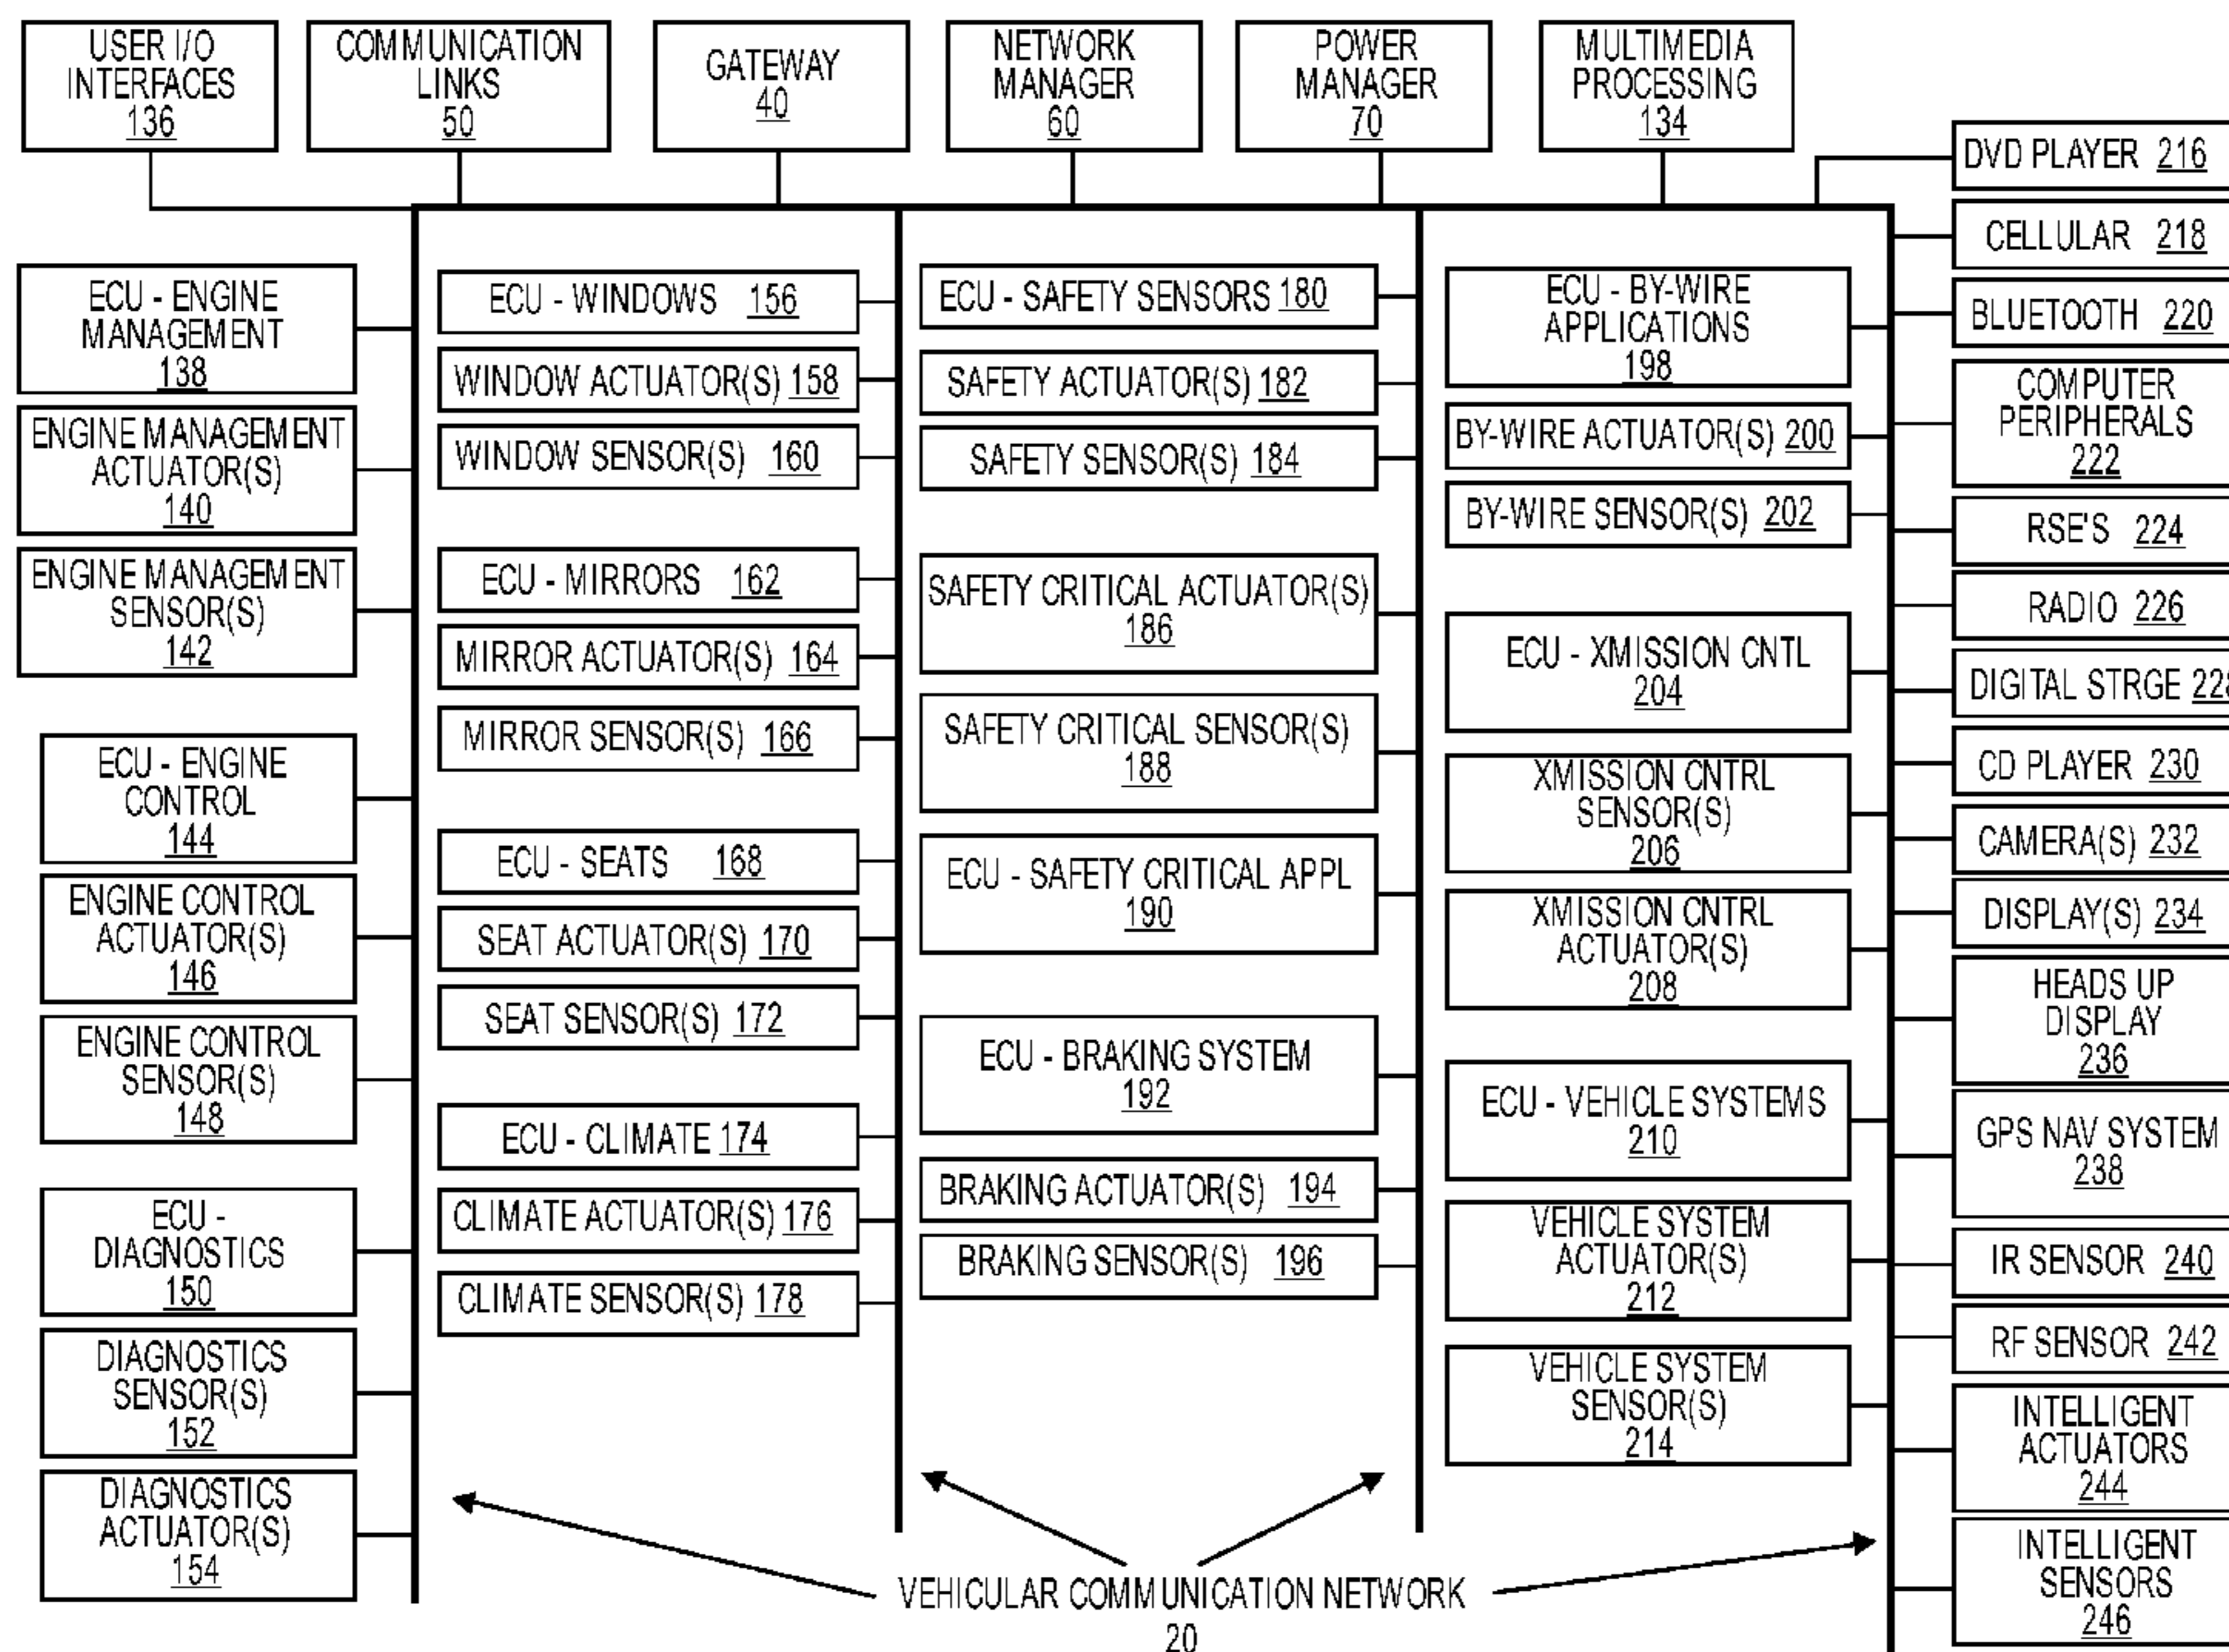 USER I/O
INTERFACES
136
COMMUNICATION
LINKS
50
GATEWAY
40
NETWORK
MANAGER
60
POWER
MANAGER
70
MULTIMEDIA
PROCESSING
134
ECU - ENGINE
MANAGEMENT
138
ENGINE MANAGEMENT
ACTUATOR(S)
140
ENGINE MANAGEMENT
SENSOR(S)
142
ECU - ENGINE
CONTROL
144
ENGINE CONTROL
ACTUATOR(S)
146
ENGINE CONTROL
SENSOR(S)
148
ECU -
DIAGNOSTICS
150
DIAGNOSTICS
SENSOR(S)
152
DIAGNOSTICS
ACTUATOR(S)
154
ECU - WINDOWS 156
WINDOW ACTUATOR(S) 158
WINDOW SENSOR(S) 160
ECU - MIRRORS 162
MIRROR ACTUATOR(S) 164
MIRROR SENSOR(S) 166
ECU - SEATS 168
SEAT ACTUATOR(S) 170
SEAT SENSOR(S) 172
ECU - CLIMATE 174
CLIMATE ACTUATOR(S) 176
CLIMATE SENSOR(S) 178
ECU - SAFETY SENSORS 180
SAFETY ACTUATOR(S) 182
SAFETY SENSOR(S) 184
SAFETY CRITICAL ACTUATOR(S)
186
SAFETY CRITICAL SENSOR(S)
188
ECU - SAFETY CRITICAL APPL
190
ECU - BRAKING SYSTEM
192
BRAKING ACTUATOR(S) 194
BRAKING SENSOR(S) 196
ECU - BY-WIRE
APPLICATIONS
198
BY-WIRE ACTUATOR(S) 200
BY-WIRE SENSOR(S) 202
ECU - XMISSION CNTL
204
XMISSION CNTRL
SENSOR(S)
206
XMISSION CNTRL
ACTUATOR(S)
208
ECU - VEHICLE SYSTEMS
210
VEHICLE SYSTEM
ACTUATOR(S)
212
VEHICLE SYSTEM
SENSOR(S)
214
DVD PLAYER 216
CELLULAR 218
BLUETOOTH 220
COMPUTER
PERIPHERALS
222
RSE'S 224
RADIO 226
DIGITAL STRGE 228
CD PLAYER 230
CAMERA(S) 232
DISPLAY(S) 234
HEADS UP
DISPLAY
236
GPS NAV SYSTEM
238
IR SENSOR 240
RF SENSOR 242
INTELLIGENT
ACTUATORS
244
INTELLIGENT
SENSORS
246
VEHICULAR COMMUNICATION NETWORK
20